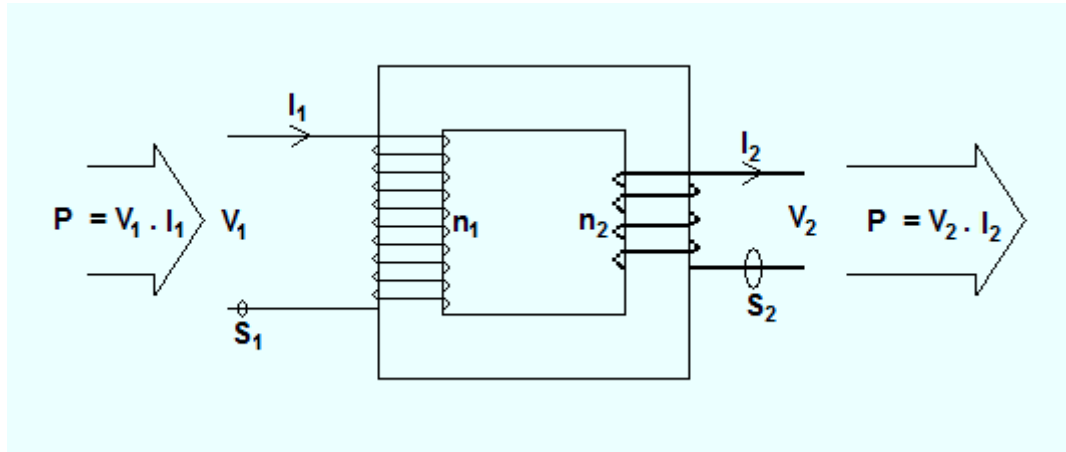 I₁
I₂
P = V₁ . I₁
V₁
n₁
n₂
V₂
P = V₂ . I₂
S₁
S₂